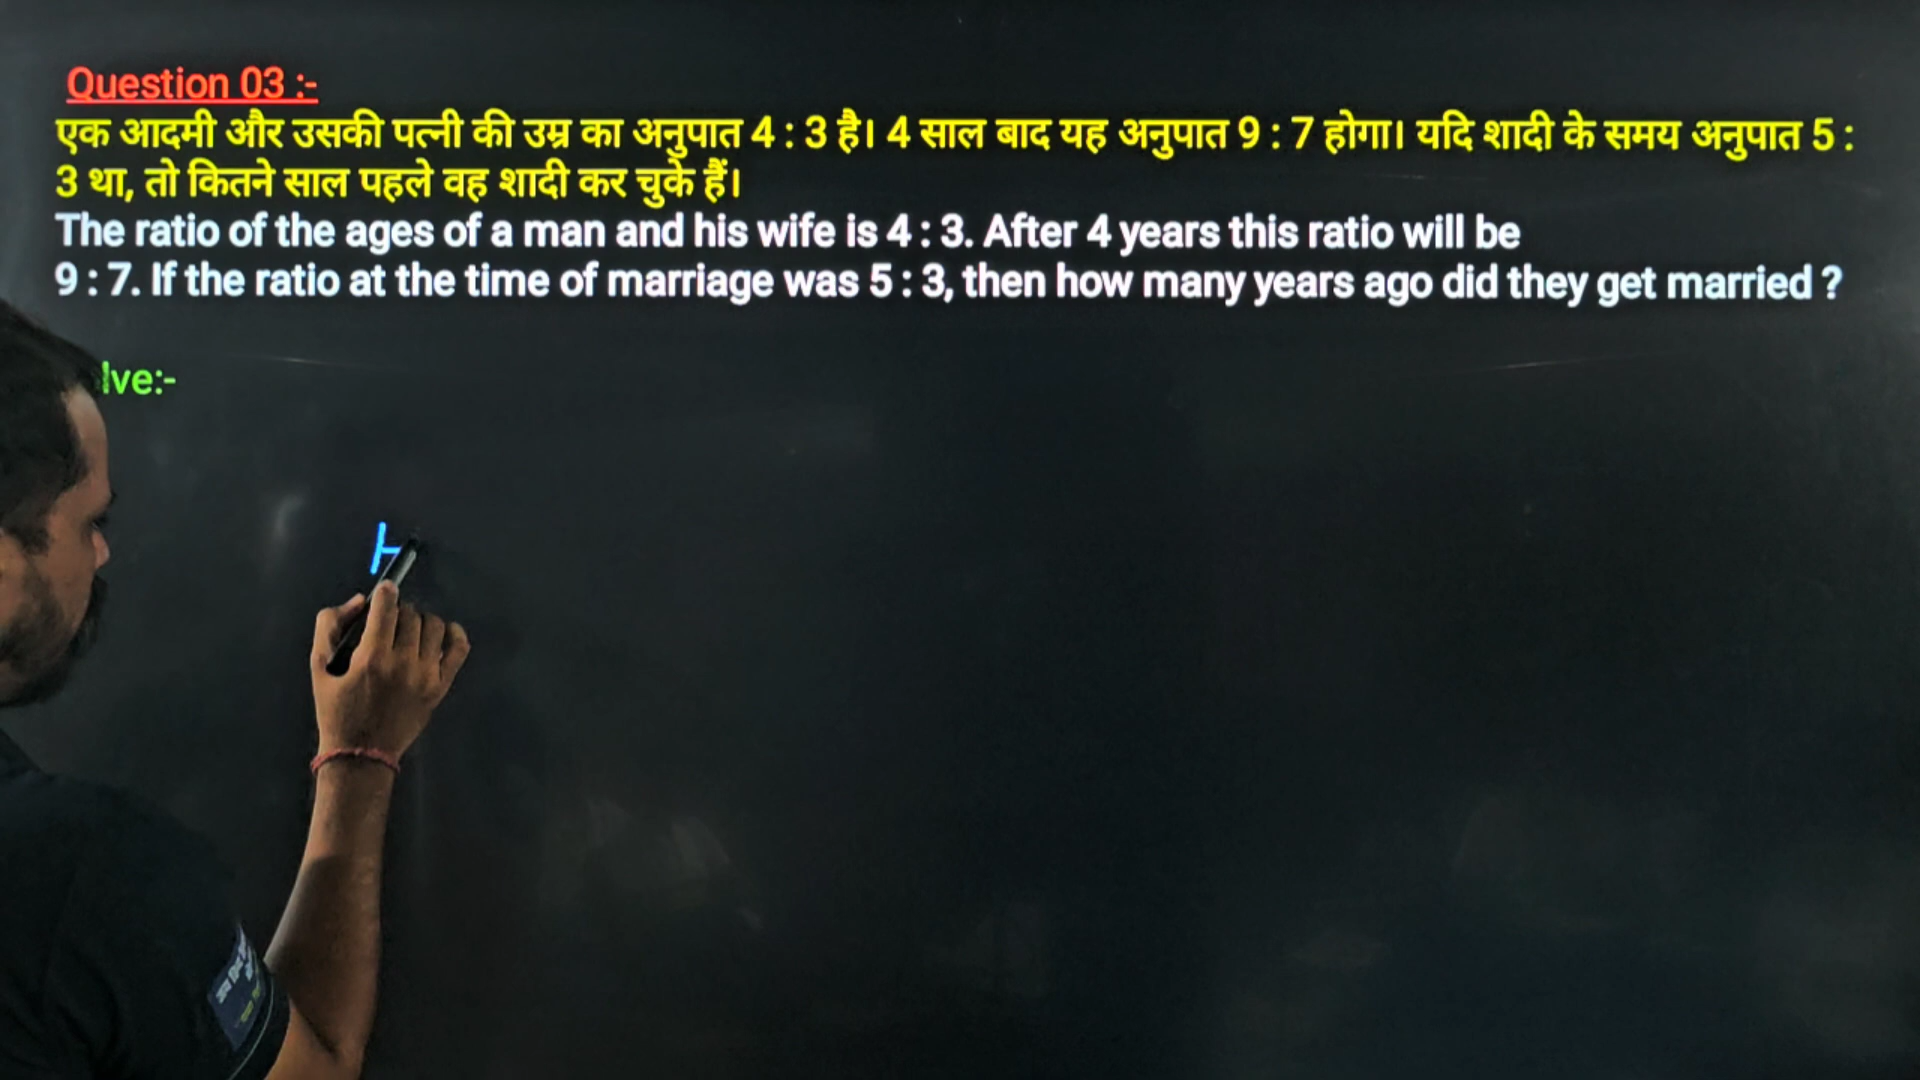 Question 03 :-
एक आदमी और उसकी पत्नी की उम्र का अनुपात 4 : 3 है। 4 साल बाद यह अनुपात 9 : 7 होगा। यदि शादी के समय अनुपात 5 :
3 था, तो कितने साल पहले वह शादी कर चुके हैं।
The ratio of the ages of a man and his wife is 4 : 3. After 4 years this ratio will be
9 : 7. If the ratio at the time of marriage was 5 : 3, then how many years ago did they get married ?
lve:-